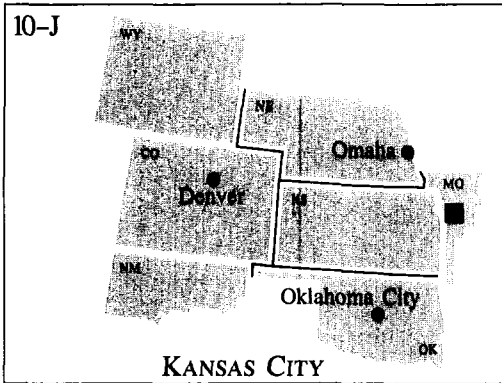 10-J
WY
NE
Omaha
CO
MO
Denver
KS
NM
Oklahoma City
OK
KANSAS CITY